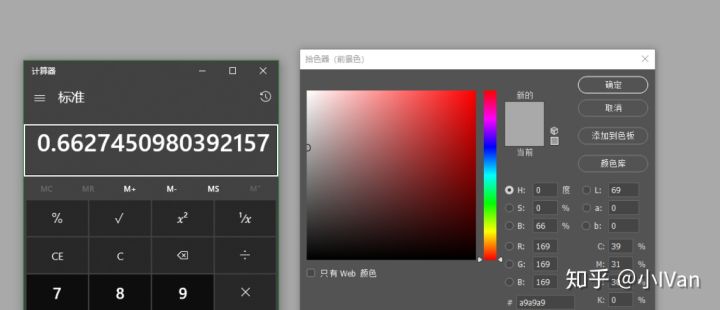 计算器
标准
0.6627450980392157
MC MR M+ M- MS M˅
% √ x² ¹/x
CE C ÷
7 8 9 ×
拾色器（前景色）
新的
当前
确定
取消
添加到色板
颜色库
H: 0 度 L: 69
S: 0 % a: 0
B: 66 % b: 0
R: 169 C: 39 %
G: 169 M: 31 %
B: 169
K: 0 %
# a9a9a9
只有 Web 颜色
知乎 @小IVan